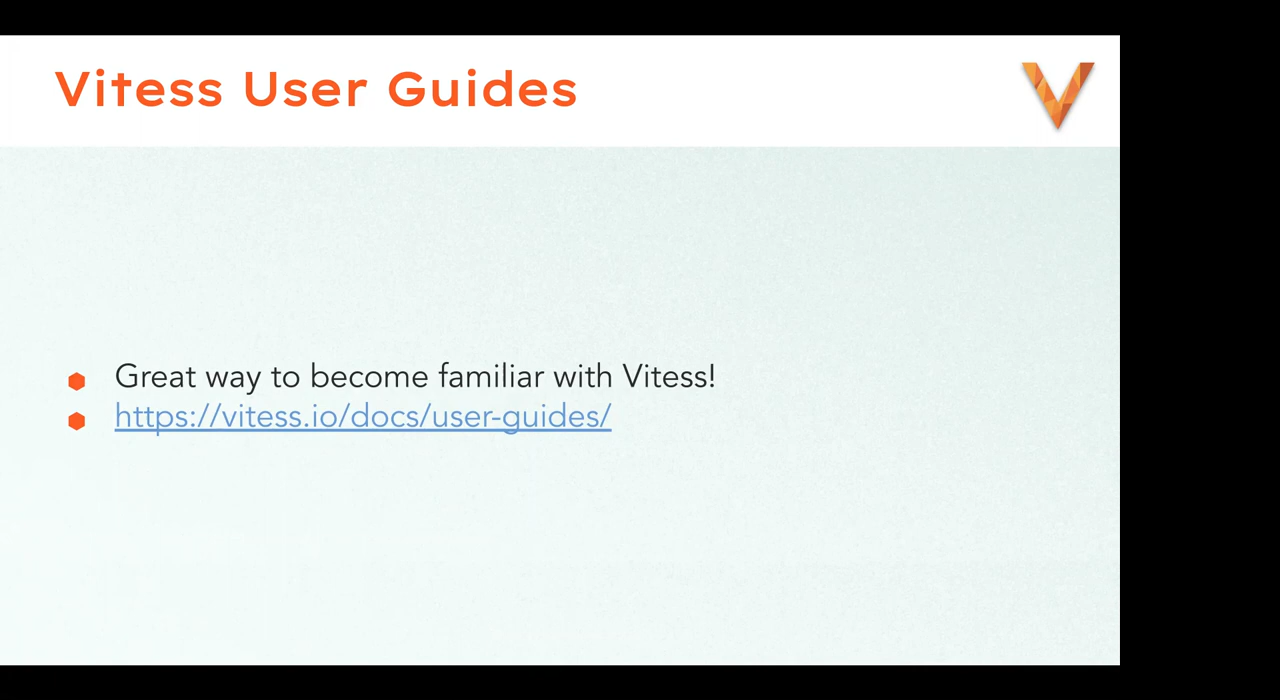 Vitess User Guides
Great way to become familiar with Vitess!
https://vitess.io/docs/user-guides/